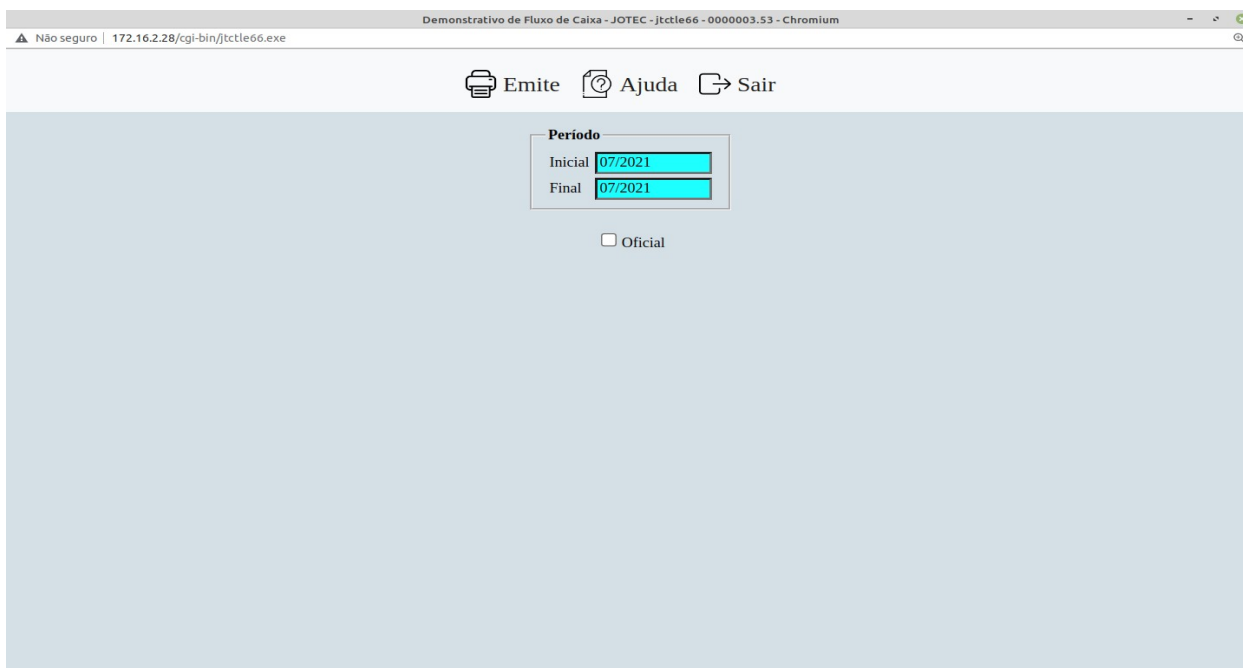 Demonstrativo de Fluxo de Caixa - JOTEC - jtctle66 - 0000003.53 - Chromium
Não seguro | 172.16.2.28/cgi-bin/jtctle66.exe
Emite Ajuda Sair
Período
Inicial 07/2021
Final 07/2021
Oficial